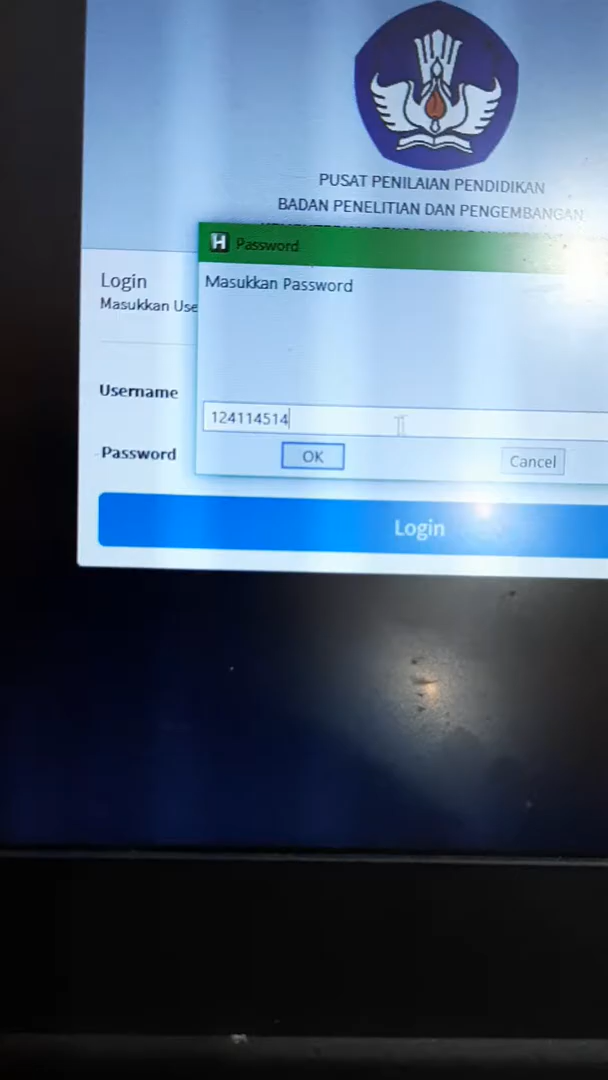 PUSAT PENILAIAN PENDIDIKAN
BADAN PENELITIAN DAN PENGEMBANGAN
H Password
Masukkan Password
Login
Masukkan Use
Username
124114514
Password
OK
Cancel
Login